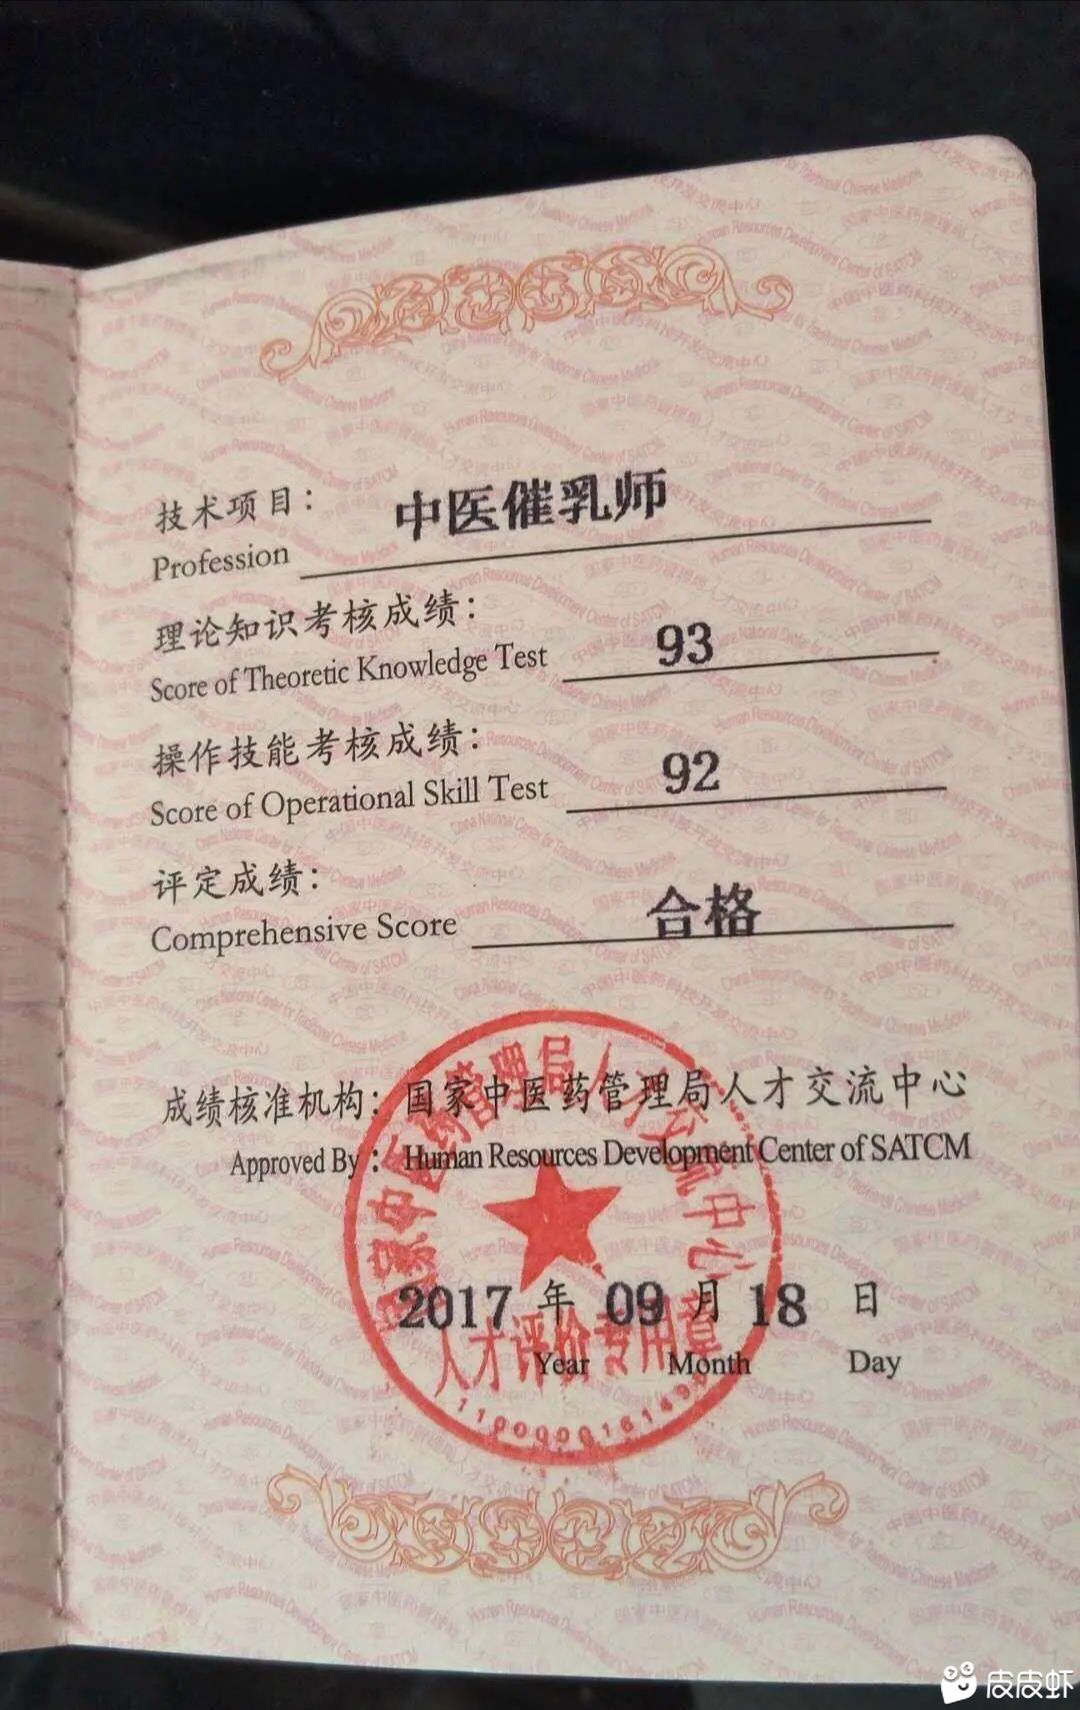 技术项目：
中医催乳师
Profession
理论知识考核成绩：
93
Score of Theoretic Knowledge Test
操作技能考核成绩：
92
Score of Operational Skill Test
评定成绩：
合格
Comprehensive Score
成绩核准机构：国家中医药管理局人才交流中心
Approved By： Human Resources Development Center of SATCM
国家中医药管理局人才交流中心
2017 年 09 月 18 日
人才评价专用章
Year Month Day
皮皮虾